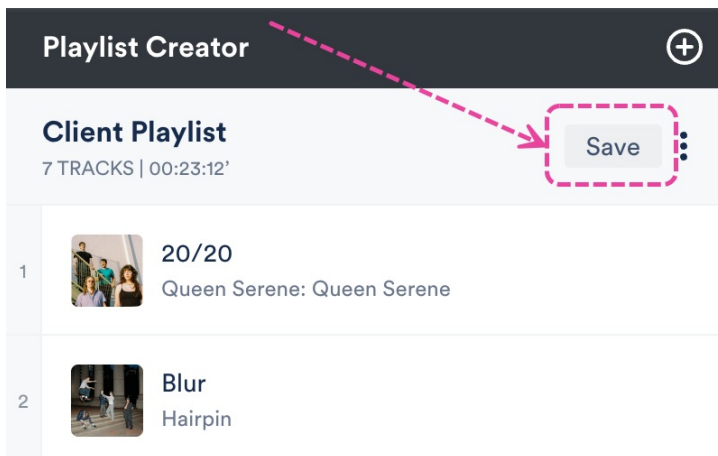 Playlist Creator
Client Playlist
Save
7 TRACKS | 00:23:12’
1
20/20
Queen Serene: Queen Serene
2
Blur
Hairpin